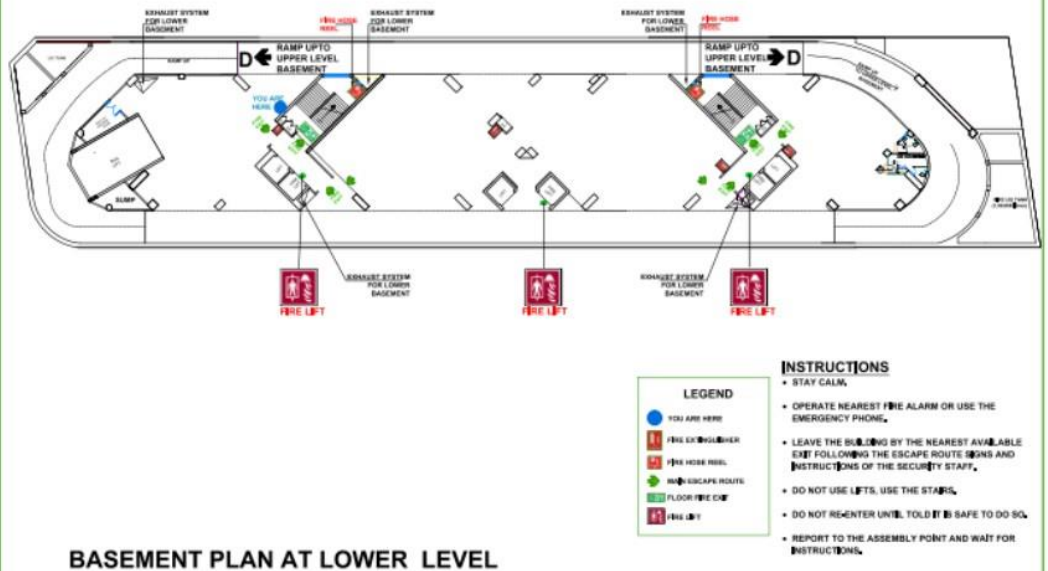 EXHAUST SYSTEM
FOR LOWER
BASEMENT
FIRE HOSE
REEL
EXHAUST SYSTEM
FOR LOWER
BASEMENT
EXHAUST SYSTEM
FOR LOWER
BASEMENT
FIRE HOSE
REEL
RAMP UP
D
RAMP UPTO
UPPER LEVEL
BASEMENT
RAMP UPTO
UPPER LEVEL
BASEMENT
D
YOU ARE
HERE
SUMP
EXHAUST SYSTEM
FOR LOWER
BASEMENT
EXHAUST SYSTEM
FOR LOWER
BASEMENT
FIRE LIFT
FIRE LIFT
FIRE LIFT
LEGEND
YOU ARE HERE
FIRE EXTINGUISHER
FIRE HOSE REEL
MAIN ESCAPE ROUTE
FLOOR FIRE EXIT
FIRE LIFT
INSTRUCTIONS
• STAY CALM.
• OPERATE NEAREST FIRE ALARM OR USE THE
EMERGENCY PHONE.
• LEAVE THE BUILDING BY THE NEAREST AVAILABLE
EXIT FOLLOWING THE ESCAPE ROUTE SIGNS AND
INSTRUCTIONS OF THE SECURITY STAFF.
• DO NOT USE LIFTS, USE THE STAIRS.
• DO NOT RE-ENTER UNTIL TOLD IT IS SAFE TO DO SO.
• REPORT TO THE ASSEMBLY POINT AND WAIT FOR
INSTRUCTIONS.
BASEMENT PLAN AT LOWER LEVEL